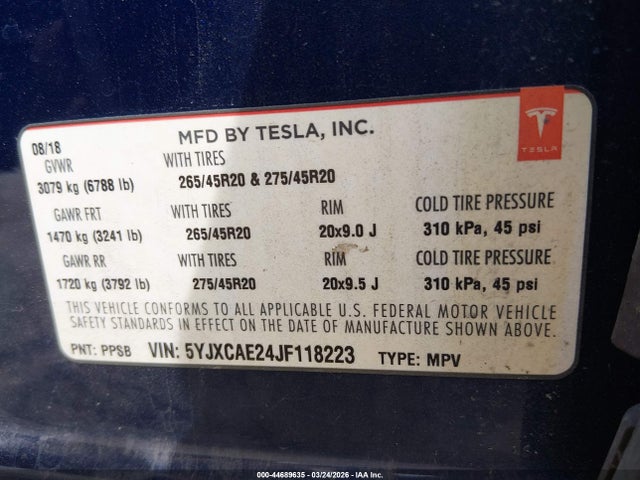 08/18 MFD BY TESLA, INC.
TESLA
GVWR WITH TIRES
3079 kg (6788 lb) 265/45R20 & 275/45R20
GAWR FRT WITH TIRES RIM COLD TIRE PRESSURE
1470 kg (3241 lb) 265/45R20 20x9.0 J 310 kPa, 45 psi
GAWR RR WITH TIRES RIM COLD TIRE PRESSURE
1720 kg (3792 lb) 275/45R20 20x9.5 J 310 kPa, 45 psi
THIS VEHICLE CONFORMS TO ALL APPLICABLE U.S. FEDERAL MOTOR VEHICLE
SAFETY STANDARDS IN EFFECT ON THE DATE OF MANUFACTURE SHOWN ABOVE.
PNT: PPSB VIN: 5YJXCAE24JF118223 TYPE: MPV
000-44689635 - 03/24/2026 - IAA Inc.